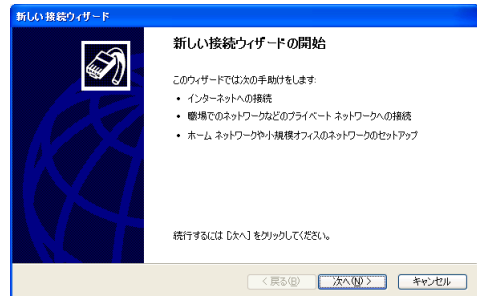 新しい接続ウィザード
新しい接続ウィザードの開始
このウィザードでは次の手助けをします:
• インターネットへの接続
• 職場でのネットワークなどのプライベート ネットワークへの接続
• ホーム ネットワークや小規模オフィスのネットワークのセットアップ
続行するには [次へ] をクリックしてください。
< 戻る(B) 次へ(N) > キャンセル